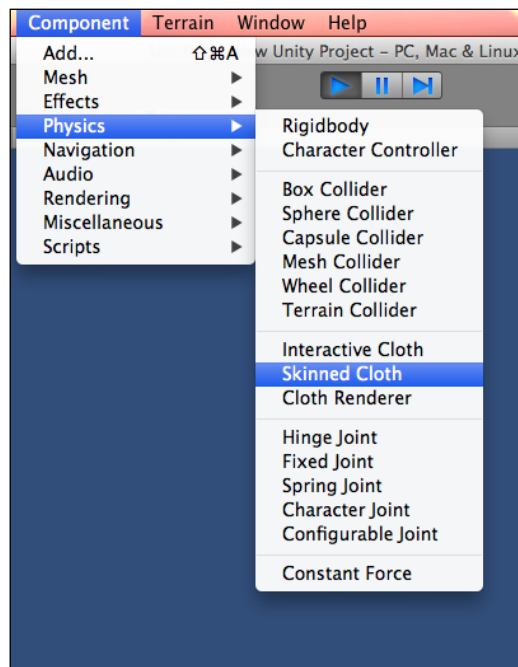 Component Terrain Window Help
w Unity Project – PC, Mac & Linux
Add... ⇧⌘A
Mesh
Effects
Physics
Navigation
Audio
Rendering
Miscellaneous
Scripts
Rigidbody
Character Controller
Box Collider
Sphere Collider
Capsule Collider
Mesh Collider
Wheel Collider
Terrain Collider
Interactive Cloth
Skinned Cloth
Cloth Renderer
Hinge Joint
Fixed Joint
Spring Joint
Character Joint
Configurable Joint
Constant Force